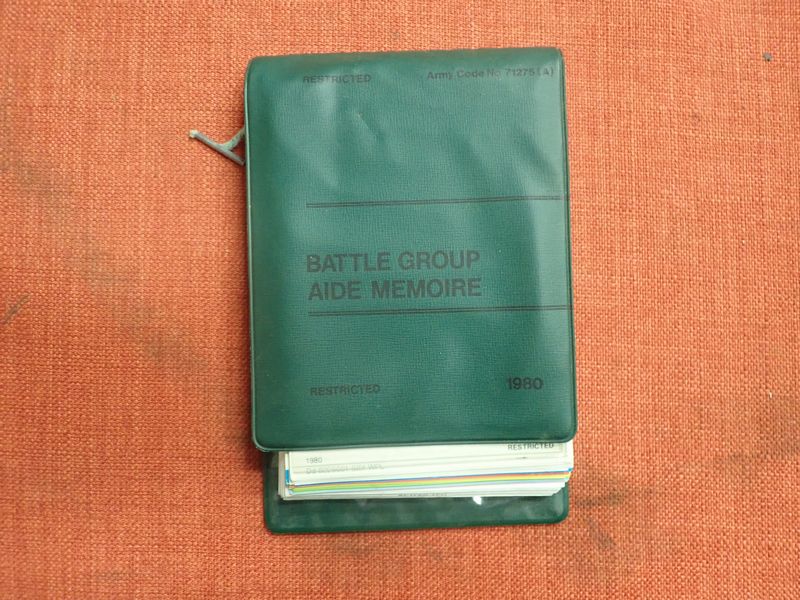 RESTRICTED Army Code No 71275 (A)
BATTLE GROUP
AIDE MEMOIRE
RESTRICTED 1980
RESTRICTED
1980